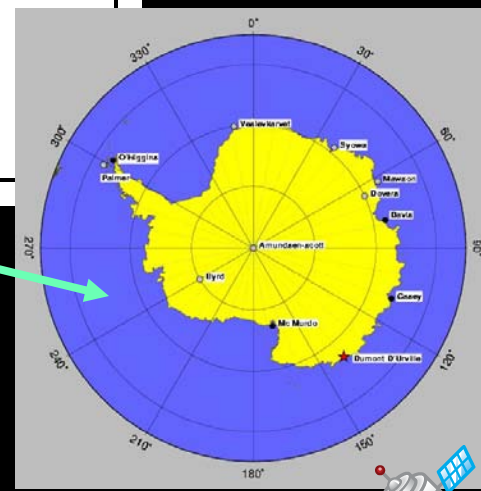 0°
330°
30°
Vesleskarvet
Syowa
300°
O'Higgins
60°
Palmer
Mawson
Dovers
Davis
270°
Amundsen-scott
90°
Byrd
Casey
Mc Murdo
240°
Dumont D'Urville
120°
210°
150°
180°